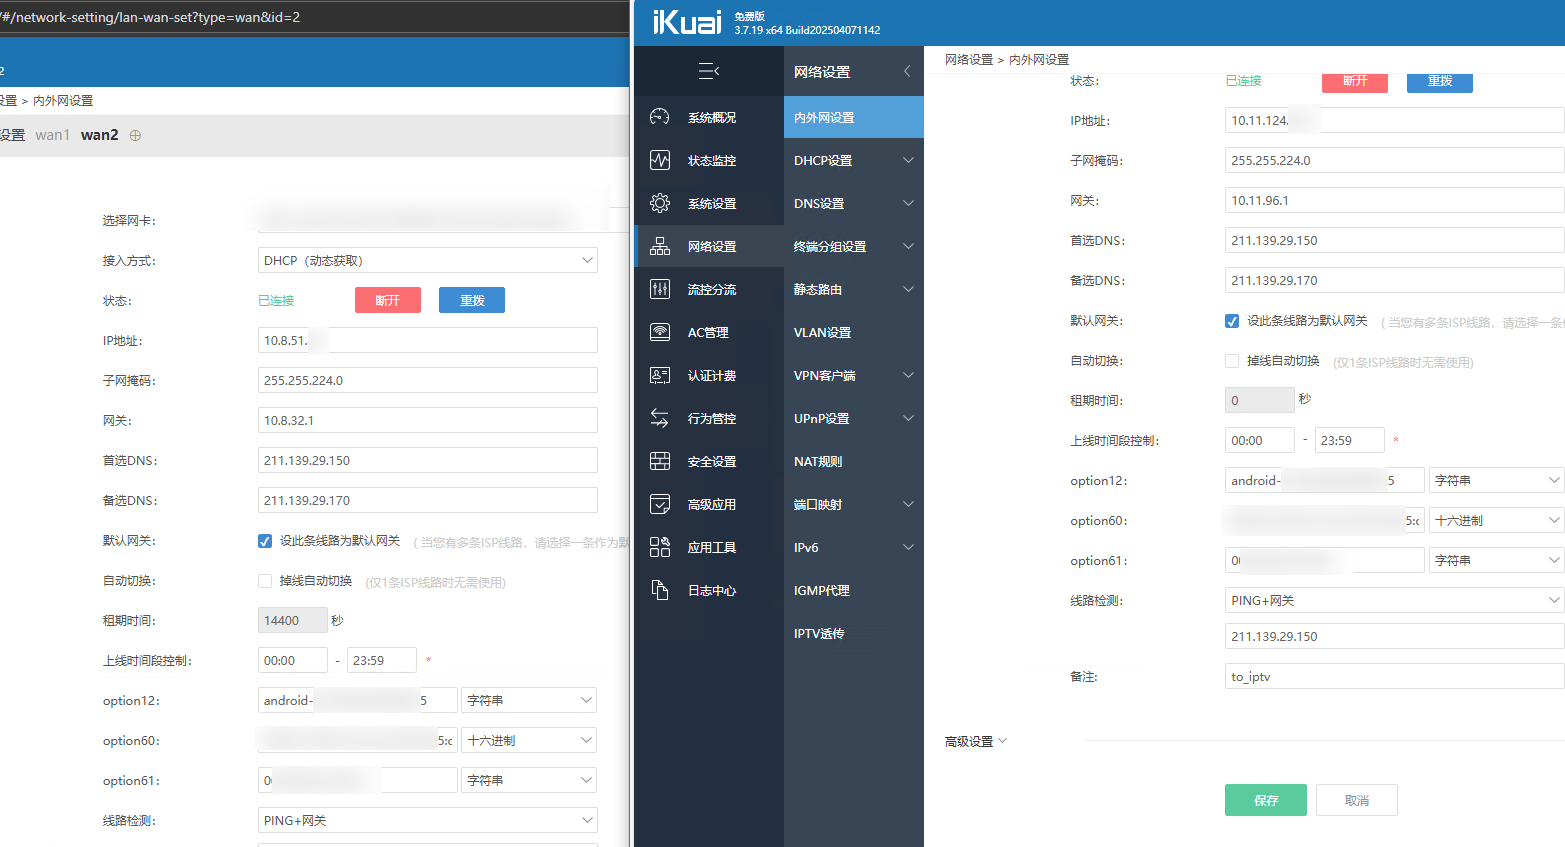 /#/network-setting/lan-wan-set?type=wan&id=2
2
设置 > 内外网设置
设置 wan1 wan2
选择网卡:
接入方式: DHCP（动态获取）
状态: 已连接 断开 重拨
IP地址: 10.8.51.
子网掩码: 255.255.224.0
网关: 10.8.32.1
首选DNS: 211.139.29.150
备选DNS: 211.139.29.170
默认网关: 设此条线路为默认网关 ( 当您有多条ISP线路，请选择一条作为默
自动切换: 掉线自动切换 (仅1条ISP线路时无需使用)
租期时间: 14400 秒
上线时间段控制: 00:00 - 23:59 *
option12: android- 5 字符串
option60: 5:c 十六进制
option61: 0 字符串
线路检测: PING+网关
iKuai 免费版
3.7.19 x64 Build202504071142
系统概况
状态监控
系统设置
网络设置
流控分流
AC管理
认证计费
行为管控
安全设置
高级应用
应用工具
日志中心
网络设置
内外网设置
DHCP设置
DNS设置
终端分组设置
静态路由
VLAN设置
VPN客户端
UPnP设置
NAT规则
端口映射
IPv6
IGMP代理
IPTV透传
网络设置 > 内外网设置
状态: 已连接 断开 重拨
IP地址: 10.11.124.
子网掩码: 255.255.224.0
网关: 10.11.96.1
首选DNS: 211.139.29.150
备选DNS: 211.139.29.170
默认网关: 设此条线路为默认网关 ( 当您有多条ISP线路，请选择一条
自动切换: 掉线自动切换 (仅1条ISP线路时无需使用)
租期时间: 0 秒
上线时间段控制: 00:00 - 23:59 *
option12: android- 5 字符串
option60: 5:c 十六进制
option61: 0 字符串
线路检测: PING+网关
211.139.29.150
备注: to_iptv
高级设置
保存 取消